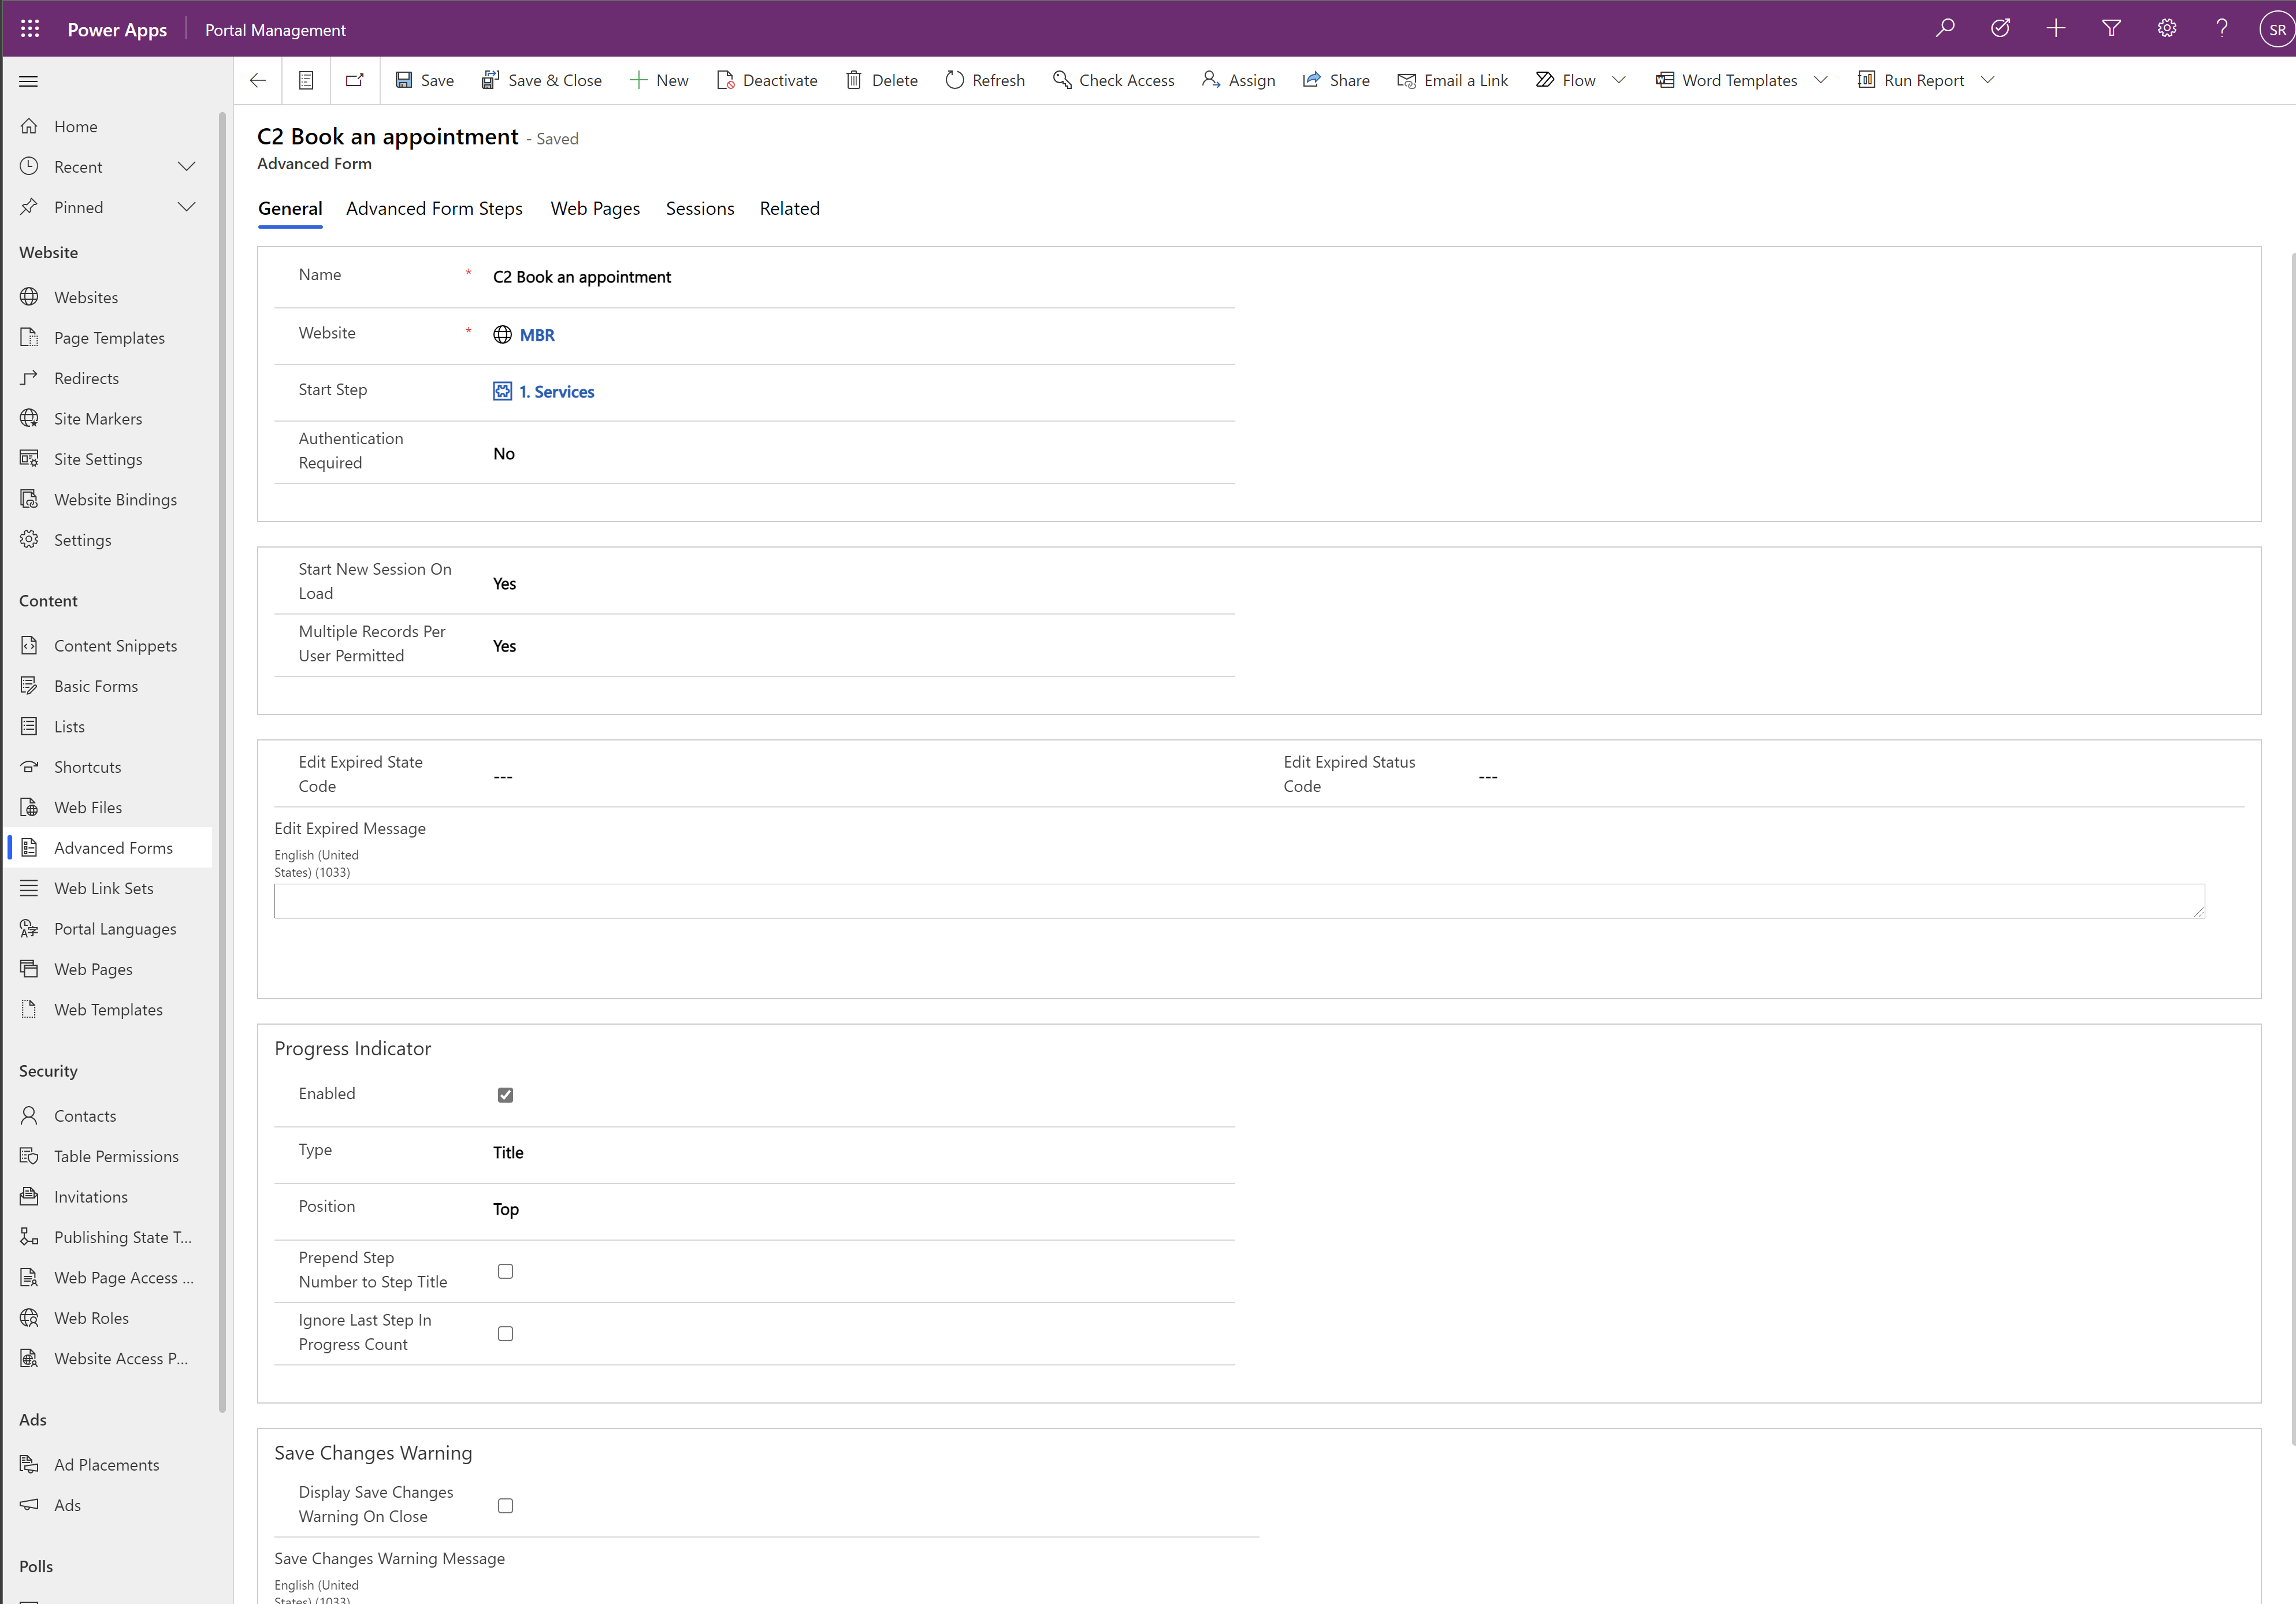 Power Apps
Portal Management
SR
Save
Save & Close
New
Deactivate
Delete
Refresh
Check Access
Assign
Share
Email a Link
Flow
Word Templates
Run Report
Home
Recent
Pinned
Website
Websites
Page Templates
Redirects
Site Markers
Site Settings
Website Bindings
Settings
Content
Content Snippets
Basic Forms
Lists
Shortcuts
Web Files
Advanced Forms
Web Link Sets
Portal Languages
Web Pages
Web Templates
Security
Contacts
Table Permissions
Invitations
Publishing State T...
Web Page Access ...
Web Roles
Website Access P...
Ads
Ad Placements
Ads
Polls
C2 Book an appointment - Saved
Advanced Form
General
Advanced Form Steps
Web Pages
Sessions
Related
Name * C2 Book an appointment
Website * MBR
Start Step 1. Services
Authentication
Required
No
Start New Session On
Load
Yes
Multiple Records Per
User Permitted
Yes
Edit Expired State
Code
---
Edit Expired Status
Code
---
Edit Expired Message
English (United
States) (1033)
Progress Indicator
Enabled
Type Title
Position Top
Prepend Step
Number to Step Title
Ignore Last Step In
Progress Count
Save Changes Warning
Display Save Changes
Warning On Close
Save Changes Warning Message
English (United
States) (1033)